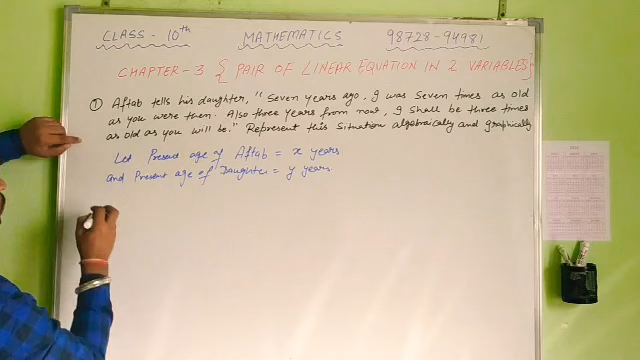 CLASS - 10th MATHEMATICS 98728-94981
CHAPTER-3 { PAIR OF LINEAR EQUATION IN 2 VARIABLES}
① Aftab tells his daughter, "Seven years ago, I was Seven times as old
as you were then. Also three years from now, I shall be three times
as old as you will be." Represent this situation algebraically and graphically
Let Present age of Aftab = x years
And Present age of Daughter = y years.